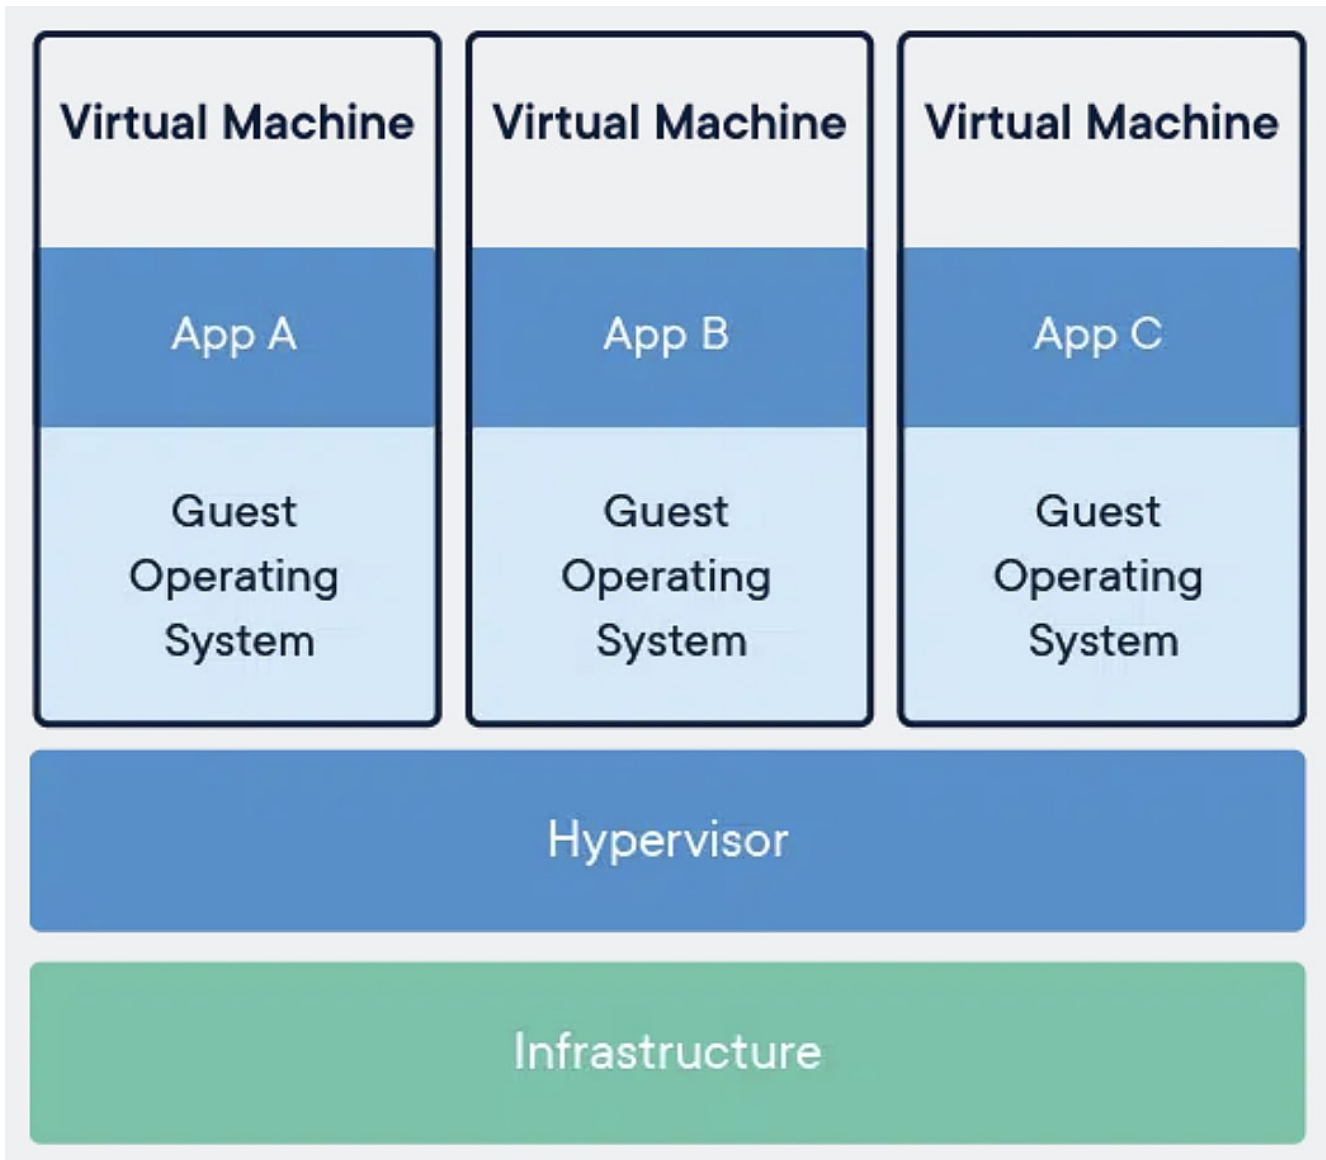 Virtual Machine
Virtual Machine
Virtual Machine
App A
App B
App C
Guest
Operating
System
Guest
Operating
System
Guest
Operating
System
Hypervisor
Infrastructure